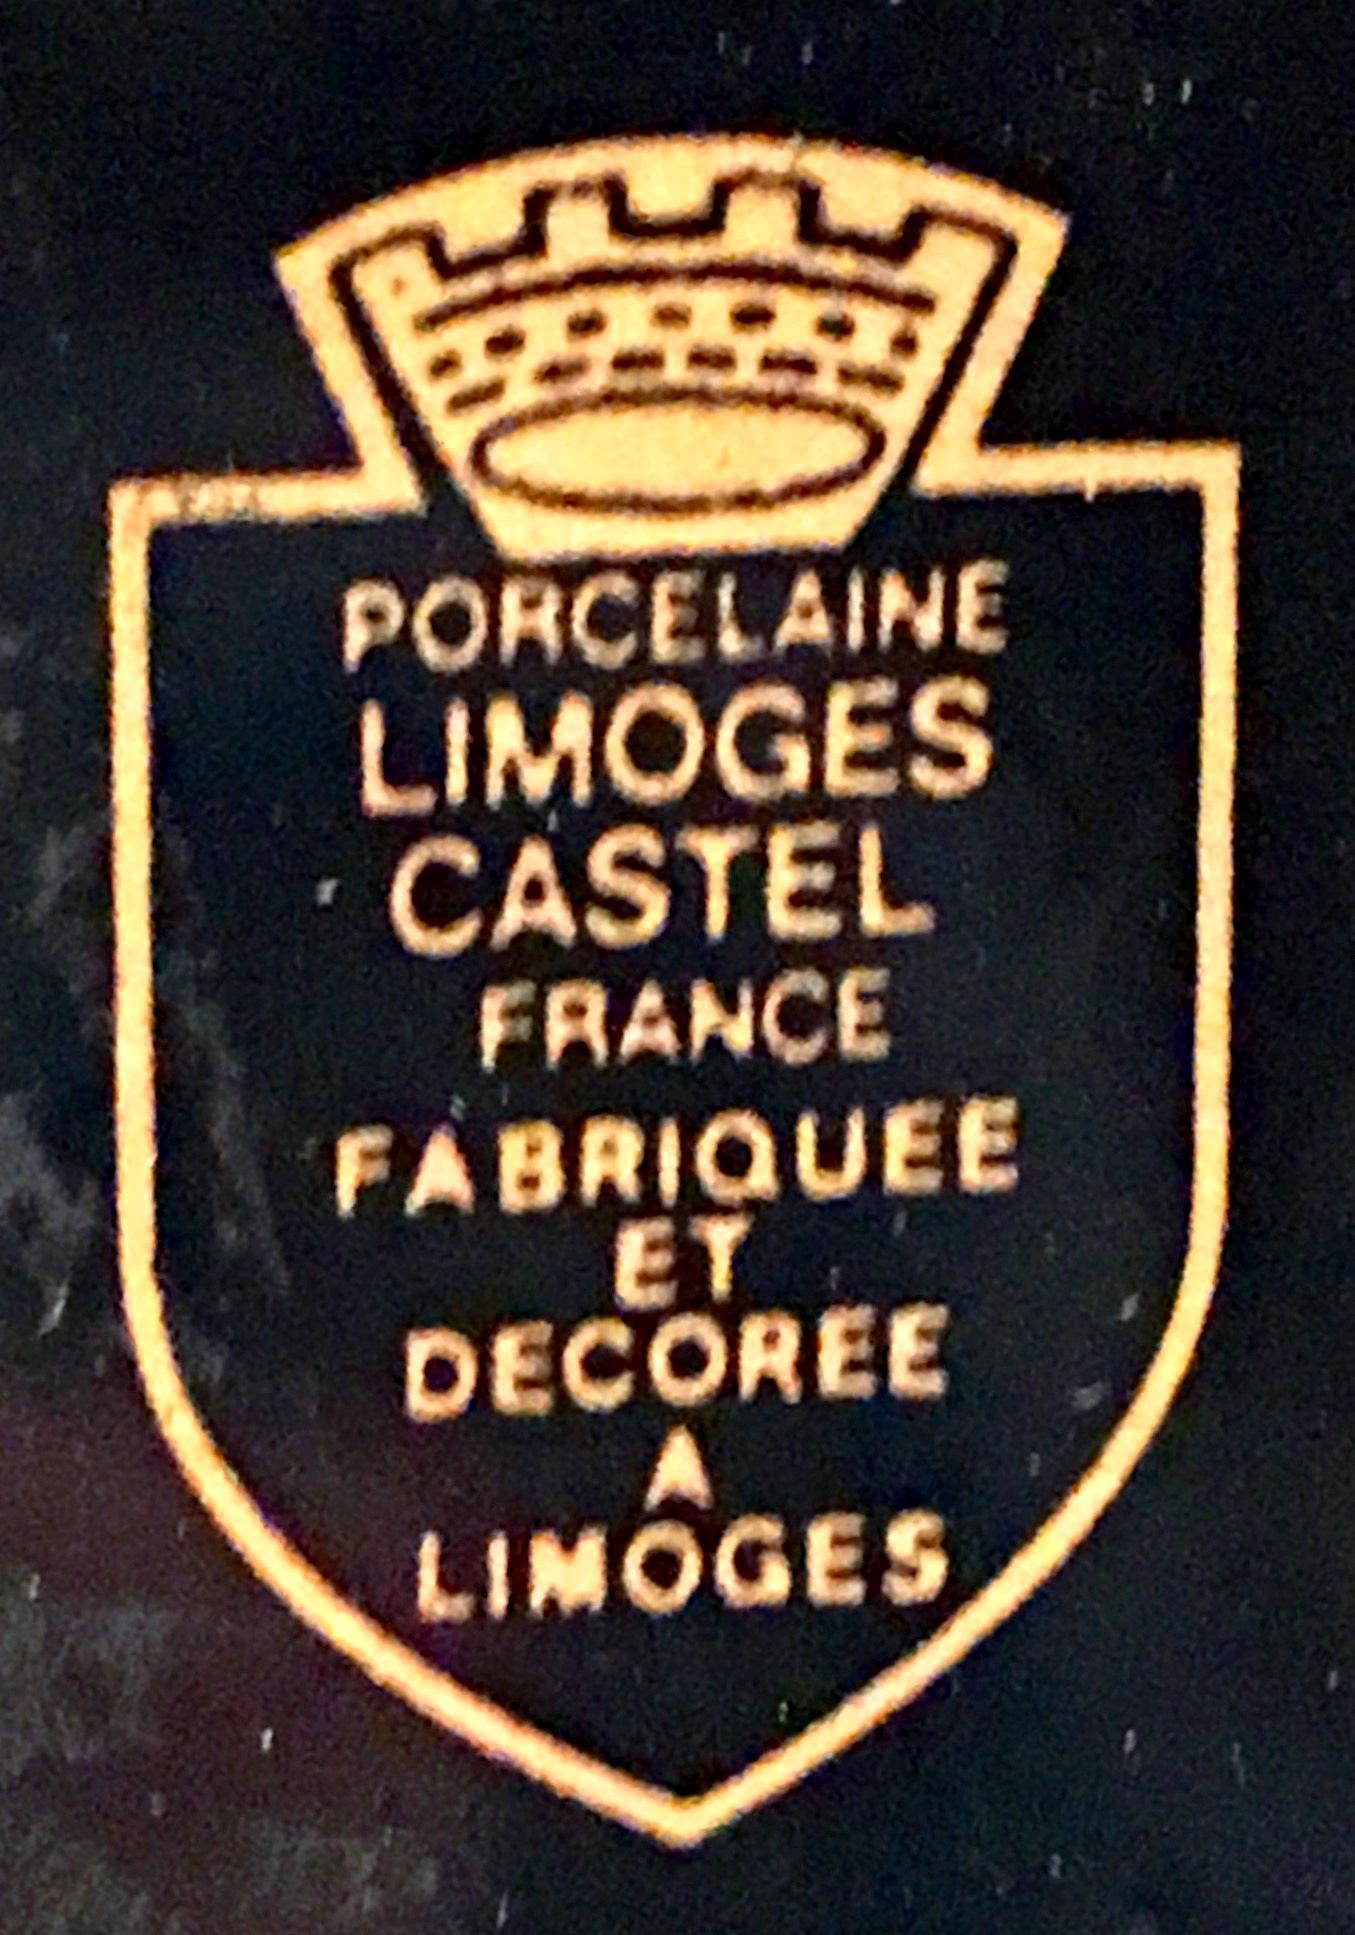 PORCELAINE
LIMOGES
CASTEL
FRANCE
FABRIQUEE
ET
DECOREE
A
LIMOGES